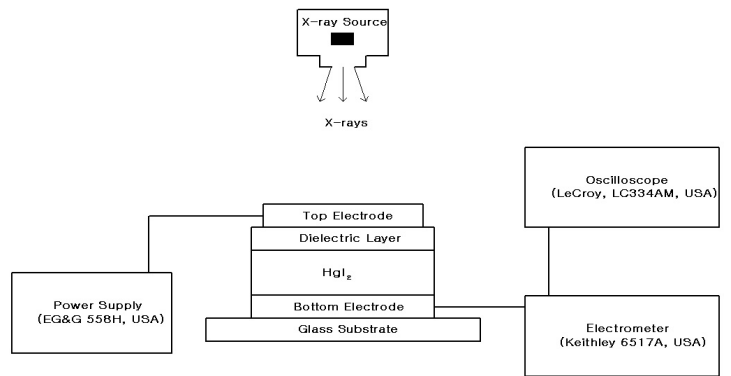 X-ray Source
X-rays
Oscilloscope
(LeCroy, LC334AM, USA)
Top Electrode
Dielectric Layer
HgI₂
Power Supply
(EG&G 558H, USA)
Bottom Electrode
Glass Substrate
Electrometer
(Keithley 6517A, USA)